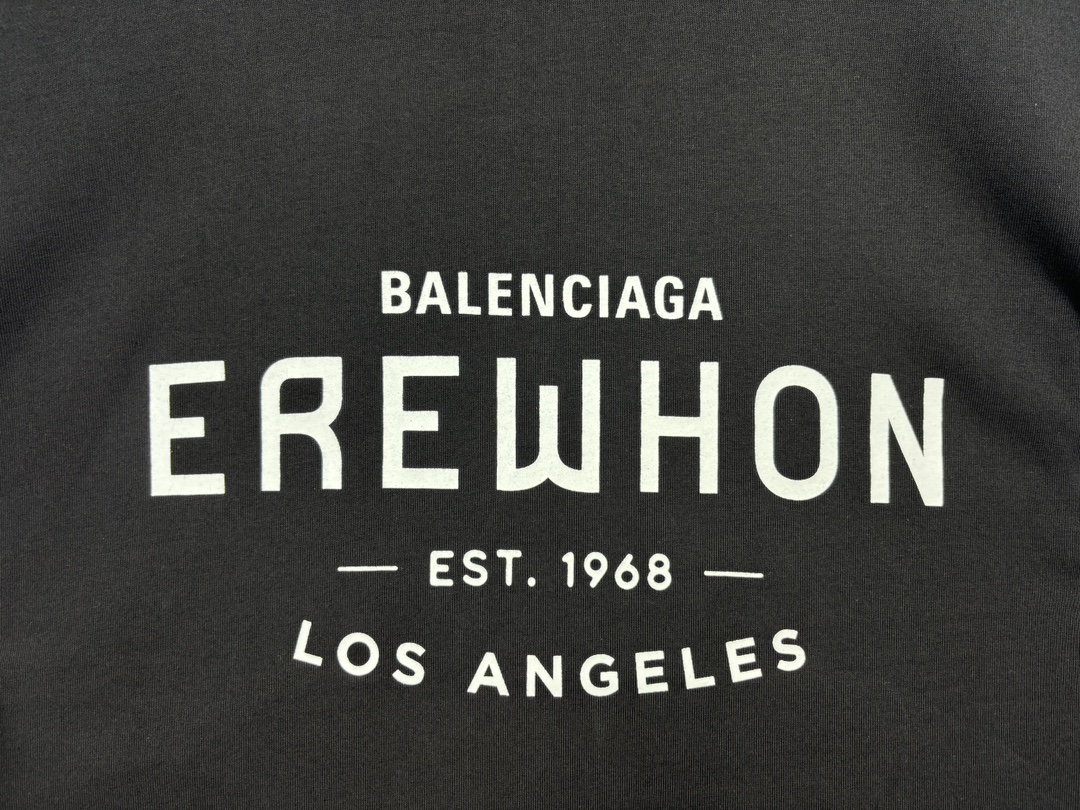 BALENCIAGA
EREWHON
— EST. 1968 —
LOS ANGELES